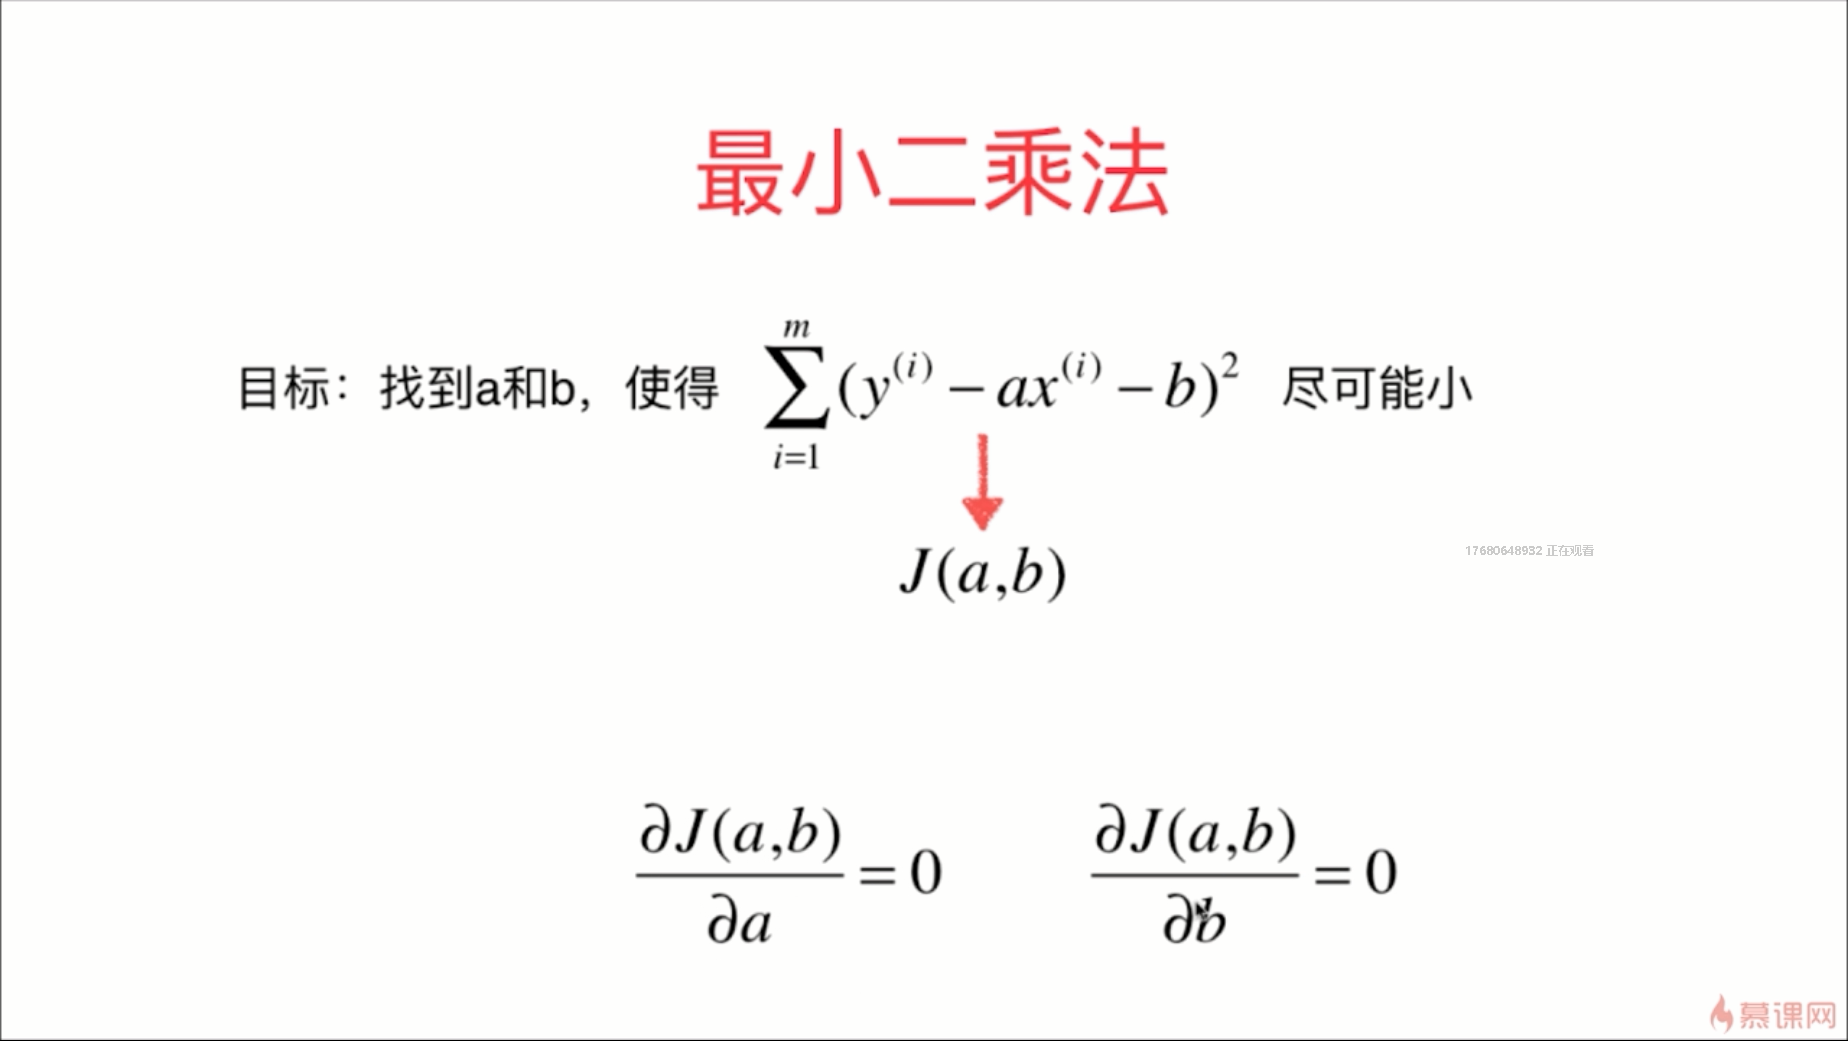 最小二乘法
目标：找到a和b，使得 \sum_{i=1}^{m} (y^{(i)} - ax^{(i)} - b)^2 尽可能小
J(a,b)
17680648932 正在观看
\frac{\partial J(a,b)}{\partial a} = 0 \frac{\partial J(a,b)}{\partial b} = 0
慕课网